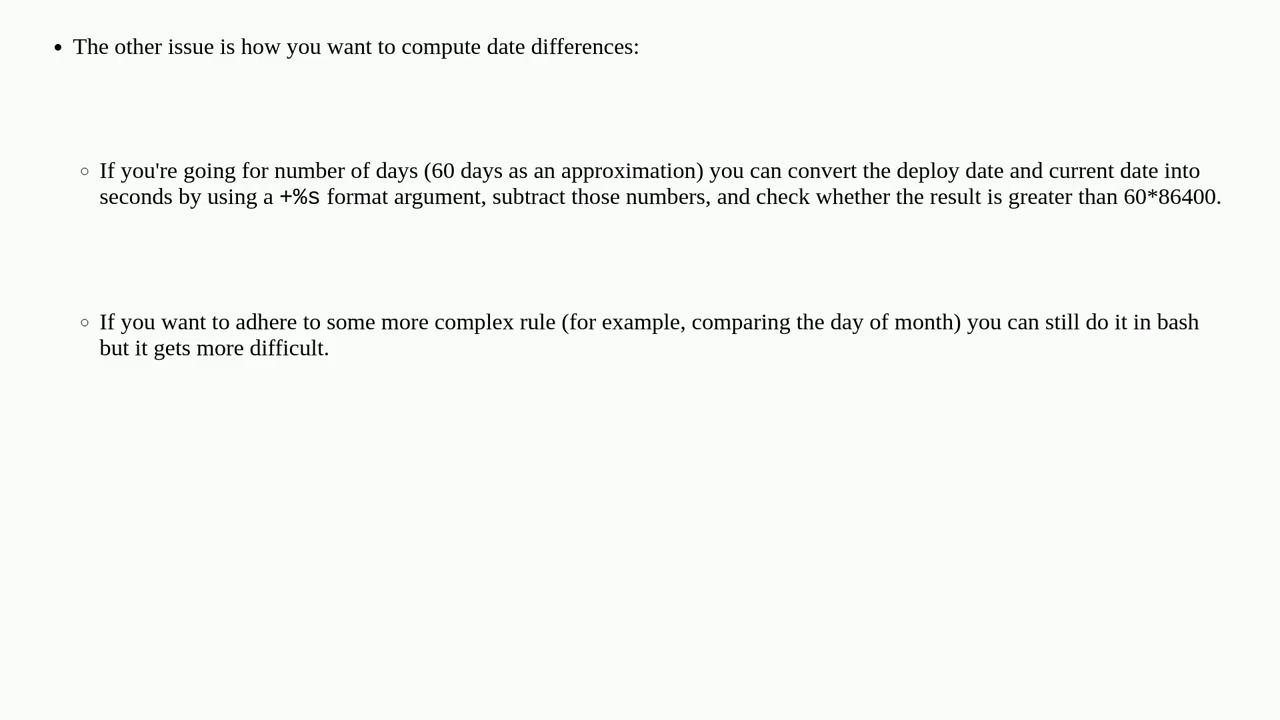 The other issue is how you want to compute date differences:
If you're going for number of days (60 days as an approximation) you can convert the deploy date and current date into
seconds by using a +%s format argument, subtract those numbers, and check whether the result is greater than 60*86400.
If you want to adhere to some more complex rule (for example, comparing the day of month) you can still do it in bash
but it gets more difficult.